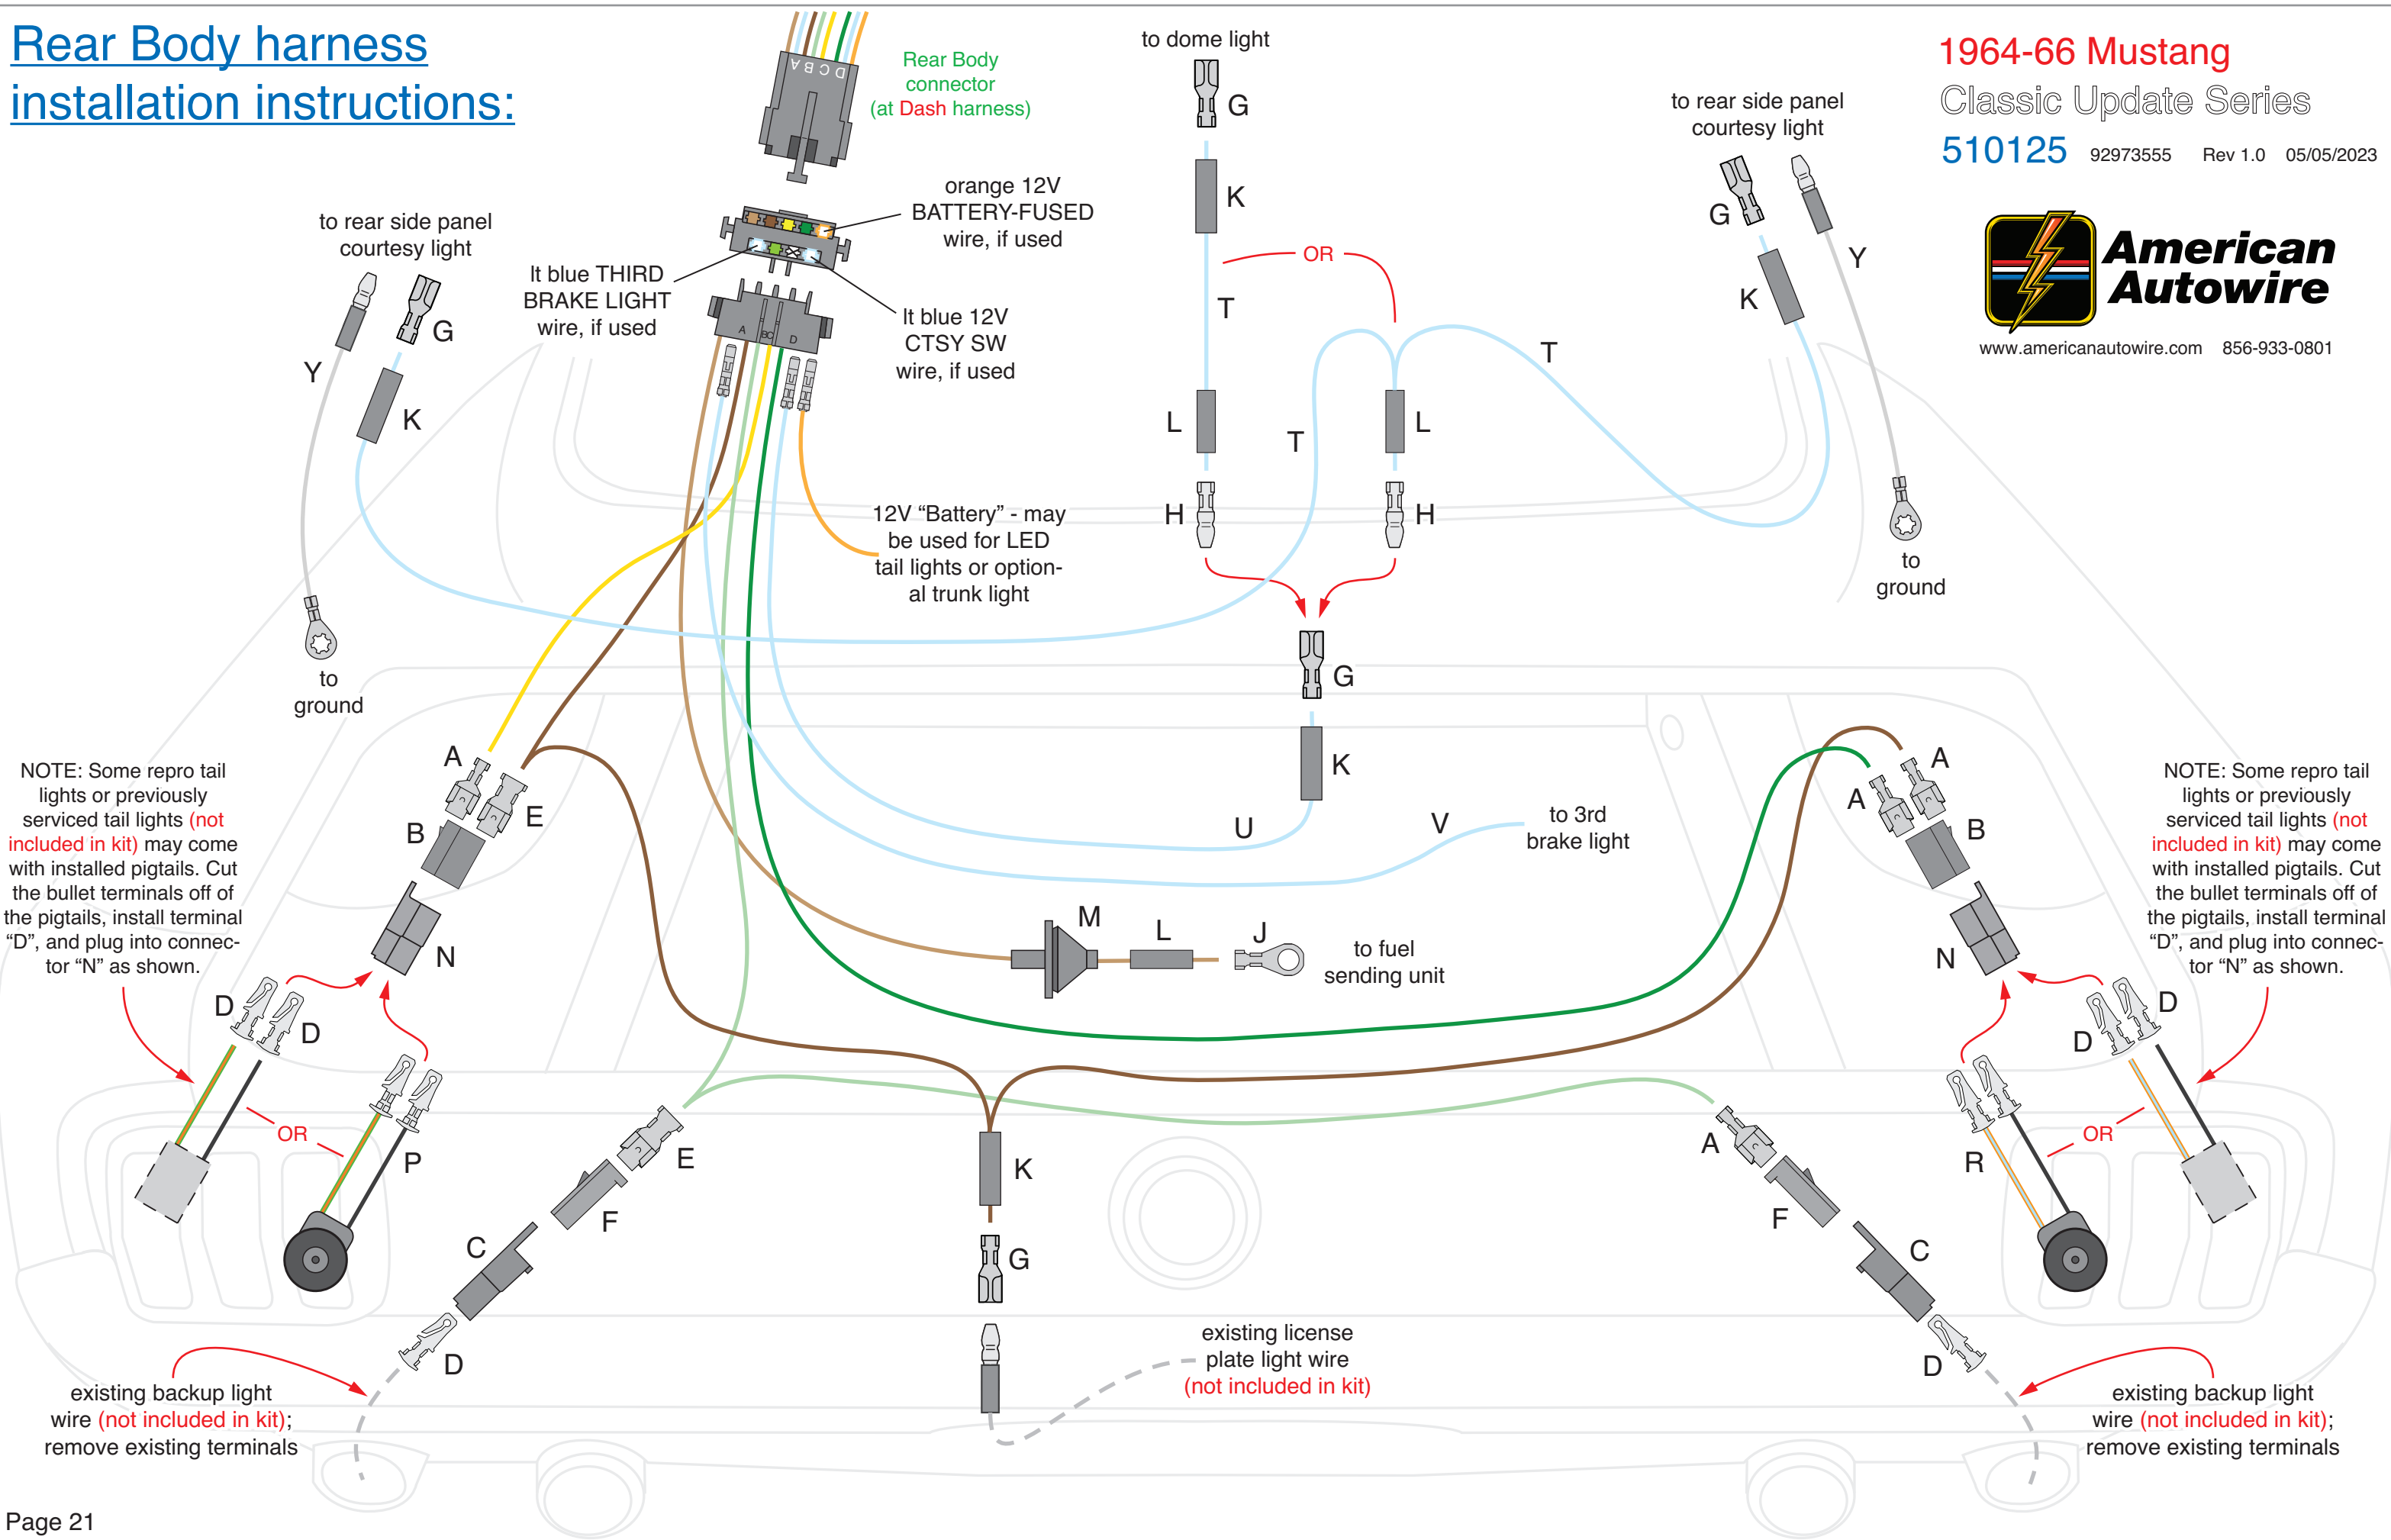 Rear Body harness
installation instructions:
D C B A
Rear Body
connector
(at Dash harness)
to dome light
G
K
T
L
H
OR
T
T
L
H
G
K
U
V
to 3rd
brake light
1964-66 Mustang
Classic Update Series
510125 92973555 Rev 1.0 05/05/2023
American
Autowire
www.americanautowire.com 856-933-0801
to rear side panel
courtesy light
G
K
Y
to
ground
to rear side panel
courtesy light
Y
G
K
to
ground
orange 12V
BATTERY-FUSED
wire, if used
lt blue THIRD
BRAKE LIGHT
wire, if used
lt blue 12V
CTSY SW
wire, if used
A BC D
12V “Battery” - may
be used for LED
tail lights or option-
al trunk light
NOTE: Some repro tail
lights or previously
serviced tail lights (not
included in kit) may come
with installed pigtails. Cut
the bullet terminals off of
the pigtails, install terminal
“D”, and plug into connec-
tor “N” as shown.
A
E
B
N
D
D
OR
P
M
L
J
to fuel
sending unit
A
A
B
N
D
D
OR
R
NOTE: Some repro tail
lights or previously
serviced tail lights (not
included in kit) may come
with installed pigtails. Cut
the bullet terminals off of
the pigtails, install terminal
“D”, and plug into connec-
tor “N” as shown.
E
F
C
D
K
G
A
F
C
D
existing backup light
wire (not included in kit);
remove existing terminals
existing license
plate light wire
(not included in kit)
existing backup light
wire (not included in kit);
remove existing terminals
Page 21